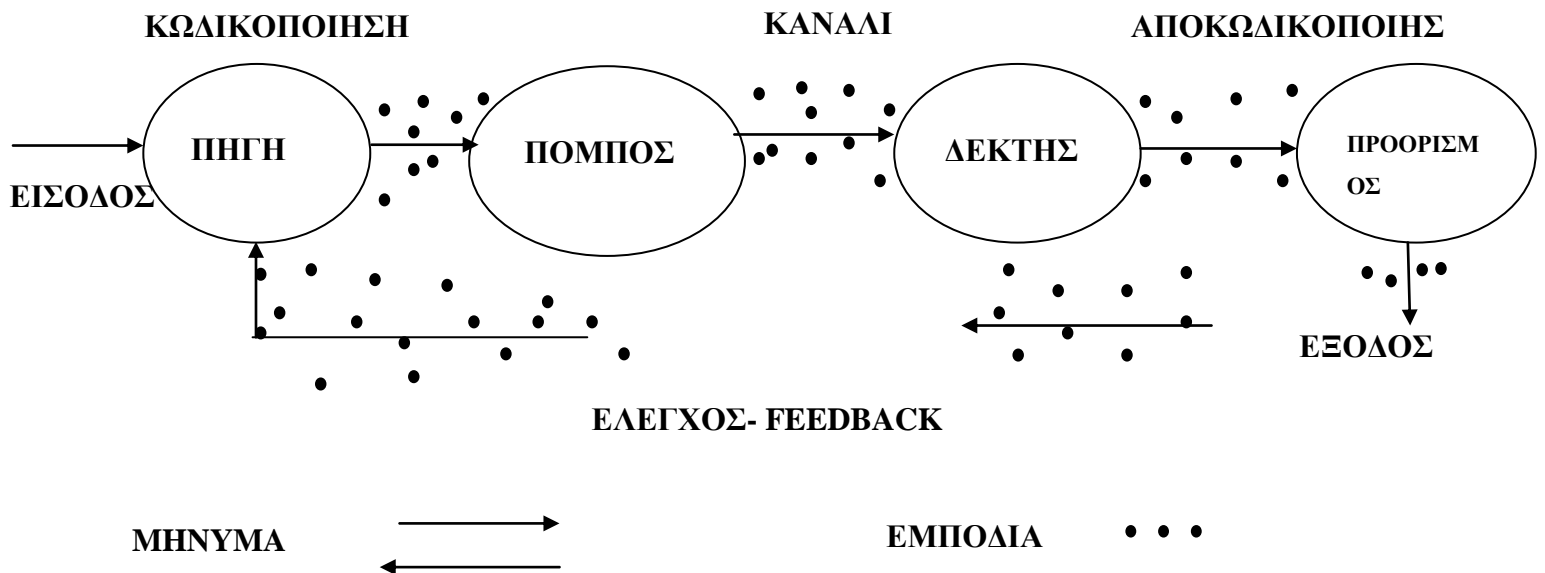 ΚΩΔΙΚΟΠΟΙΗΣΗ
ΚΑΝΑΛΙ
ΑΠΟΚΩΔΙΚΟΠΟΙΗΣ
ΠΗΓΗ
ΠΟΜΠΟΣ
ΔΕΚΤΗΣ
ΠΡΟΟΡΙΣΜ
ΟΣ
ΕΙΣΟΔΟΣ
ΕΞΟΔΟΣ
ΕΛΕΓΧΟΣ- FEEDBACK
ΜΗΝΥΜΑ
ΕΜΠΟΔΙΑ